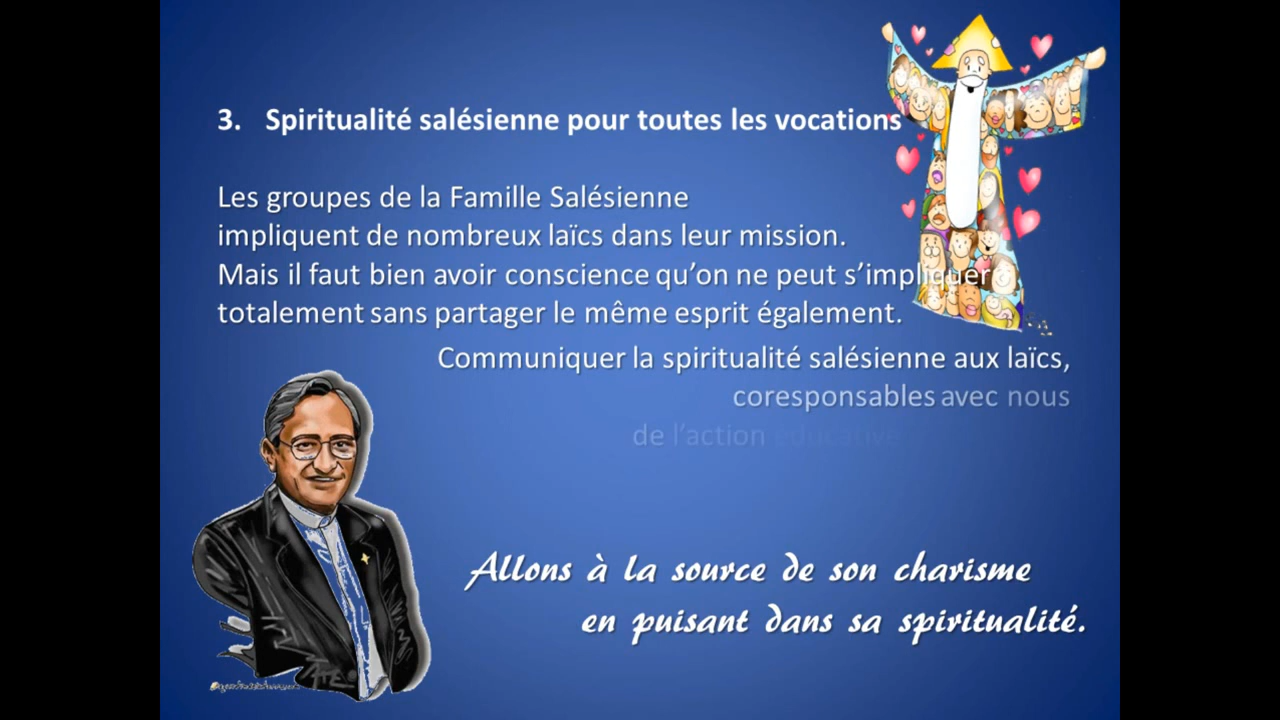 3. Spiritualité salésienne pour toutes les vocations
Les groupes de la Famille Salésienne
impliquent de nombreux laïcs dans leur mission.
Mais il faut bien avoir conscience qu’on ne peut s’impliquer
totalement sans partager le même esprit également.
Communiquer la spiritualité salésienne aux laïcs,
coresponsables avec nous
de l’action educative
Allons à la source de son charisme
en puisant dans sa spiritualité.